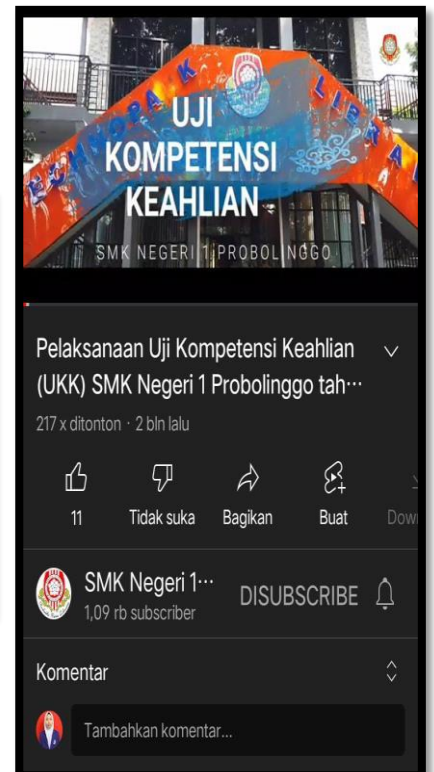 UJI
KOMPETENSI
KEAHLIAN
SMK NEGERI 1 PROBOLINGGO
Pelaksanaan Uji Kompetensi Keahlian
(UKK) SMK Negeri 1 Probolinggo tah...
217 x ditonton · 2 bln lalu
11 Tidak suka Bagikan Buat Dow
SMK Negeri 1... DISUBSCRIBE
1,09 rb subscriber
Komentar
Tambahkan komentar...